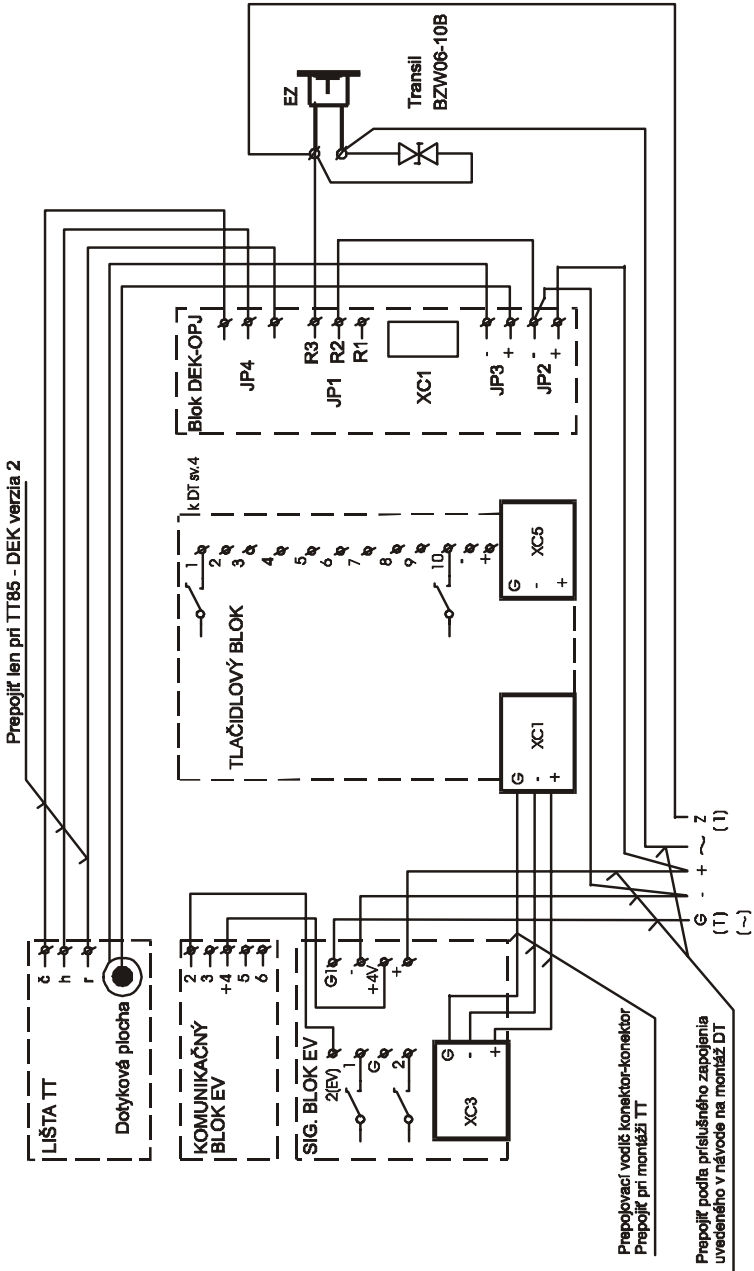 Prepojiť len pri TT85 - DEK verzia 2
LIŠTA TT
č
h
r
Dotyková plocha
KOMUNIKAČNÝ
BLOK EV
2
3
+4
5
6
SIG. BLOK EV
2(EV)
1
G
2
G1
-
+4V
+
XC3
G
-
+
TLAČIDLOVÝ BLOK
k DT sv.4
1
2
3
4
5
6
7
8
9
10
-
+
XC1
G
-
+
XC5
G
-
+
Blok DEK-OPJ
JP4
R3
JP1 R2
R1
XC1
-
JP3
+
-
JP2
+
EZ
Transil
BZW06-10B
G
(T)
(~)
-
+
~
Z
(1)
Prepojovací vodič konektor-konektor
Prepojiť pri montáži TT
Prepojiť podľa príslušného zapojenia
uvedeného v návode na montáž DT